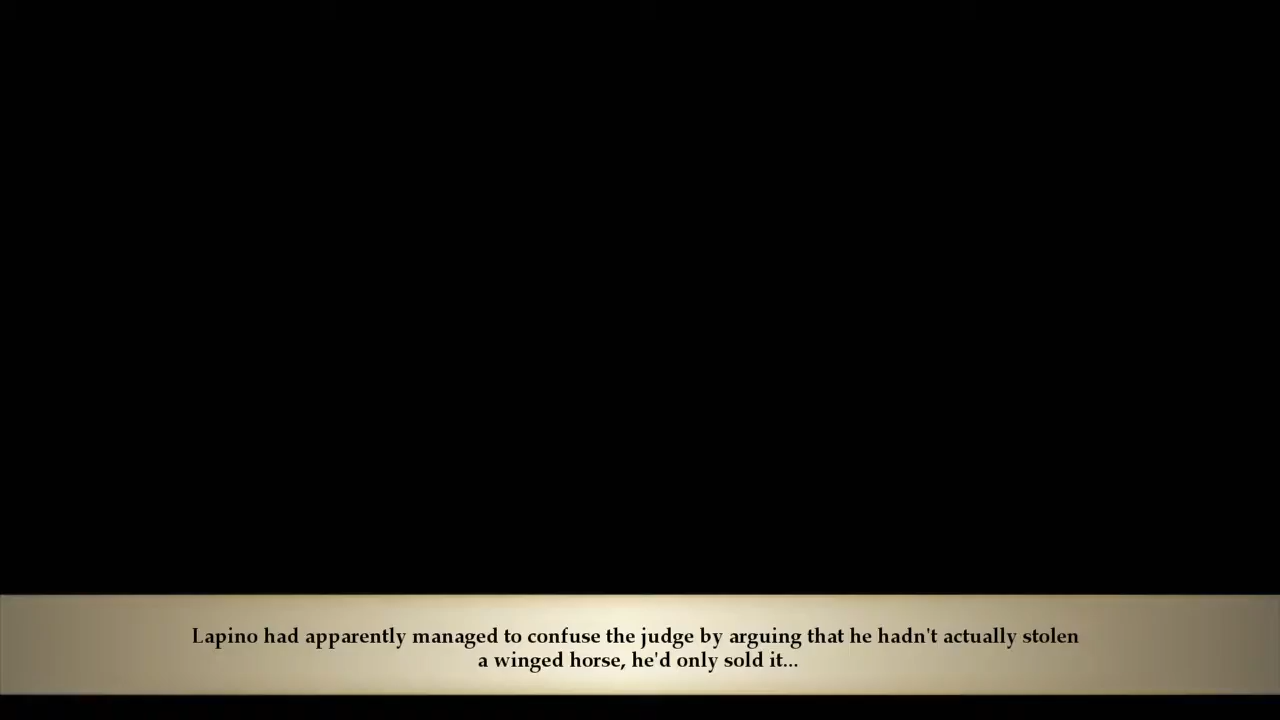 Lapino had apparently managed to confuse the judge by arguing that he hadn't actually stolen
a winged horse, he'd only sold it...